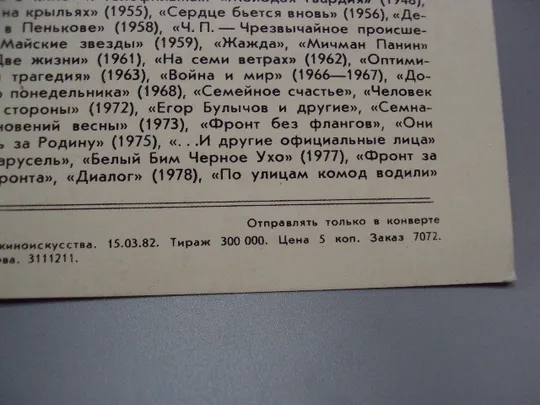 на крыльях» (1955), «Сердце бьется вновь» (1956), «Де-
в Пенькове» (1958), «Ч. П. — Чрезвычайное происше-
Майские звезды» (1959), «Жажда», «Мичман Панин»
Две жизни» (1961), «На семи ветрах» (1962), «Оптими-
трагедия» (1963), «Война и мир» (1966—1967), «До-
понедельника» (1968), «Семейное счастье», «Человек
стороны» (1972), «Егор Булычов и другие», «Семна-
новений весны» (1973), «Фронт без флангов», «Они
ь за Родину» (1975), «. . .И другие официальные лица»
арусель», «Белый Бим Черное Ухо» (1977), «Фронт за
ронта», «Диалог» (1978), «По улицам комод водили»
Отправлять только в конверте
киноискусства. 15.03.82. Тираж 300 000. Цена 5 коп. Заказ 7072.
ва. 3111211.